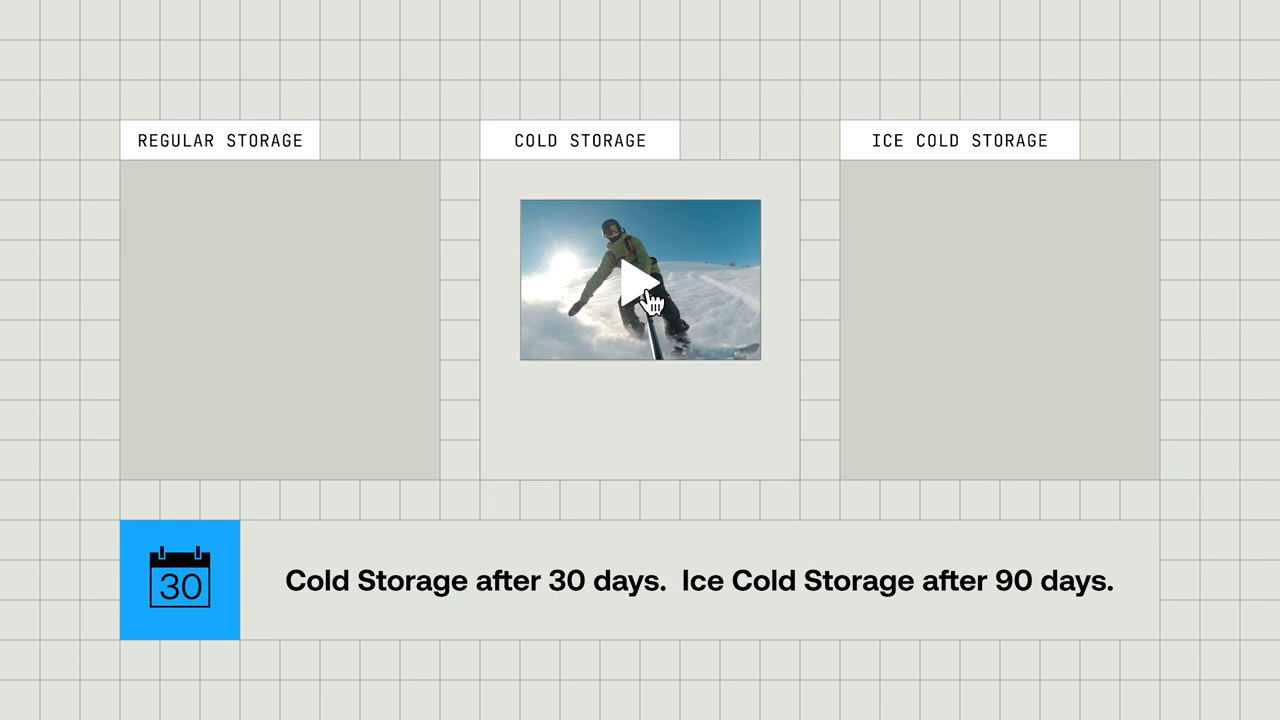 REGULAR STORAGE
COLD STORAGE
ICE COLD STORAGE
30
Cold Storage after 30 days.  Ice Cold Storage after 90 days.